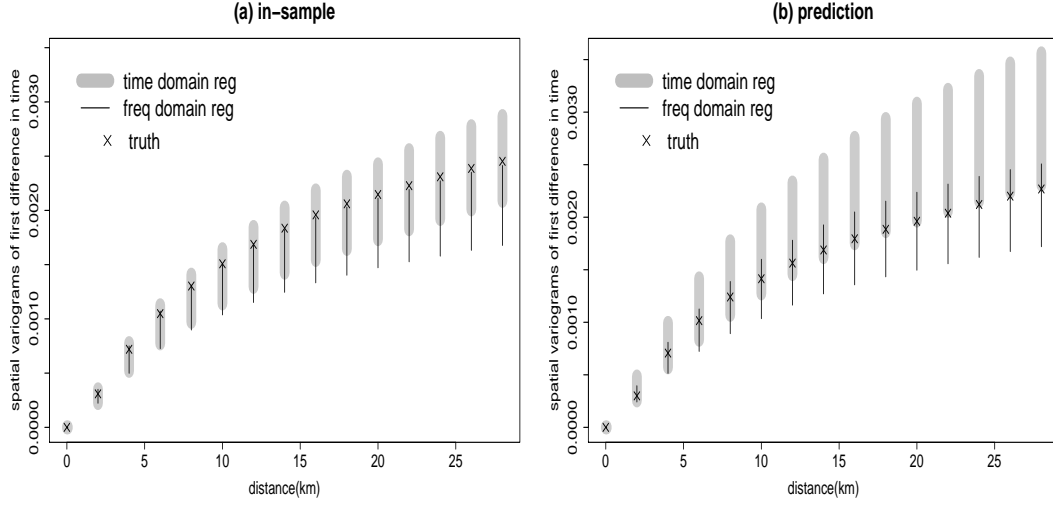 (a) in−sample
spatial variograms of first difference in time
0.0000 0.0010 0.0020 0.0030
time domain reg
freq domain reg
× truth
0 5 10 15 20 25
distance(km)
(b) prediction
spatial variograms of first difference in time
0.0000 0.0010 0.0020 0.0030
time domain reg
freq domain reg
× truth
0 5 10 15 20 25
distance(km)